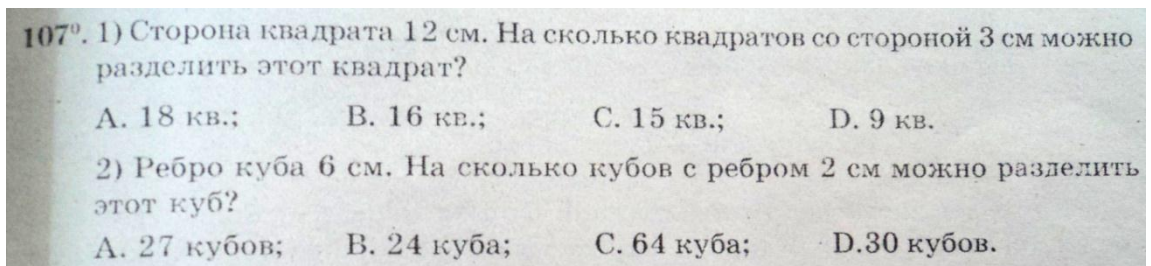 107⁰. 1) Сторона квадрата 12 см. На сколько квадратов со стороной 3 см можно
разделить этот квадрат?
А. 18 кв.; В. 16 кв.; С. 15 кв.; D. 9 кв.
2) Ребро куба 6 см. На сколько кубов с ребром 2 см можно разделить
этот куб?
А. 27 кубов; В. 24 куба; С. 64 куба; D.30 кубов.